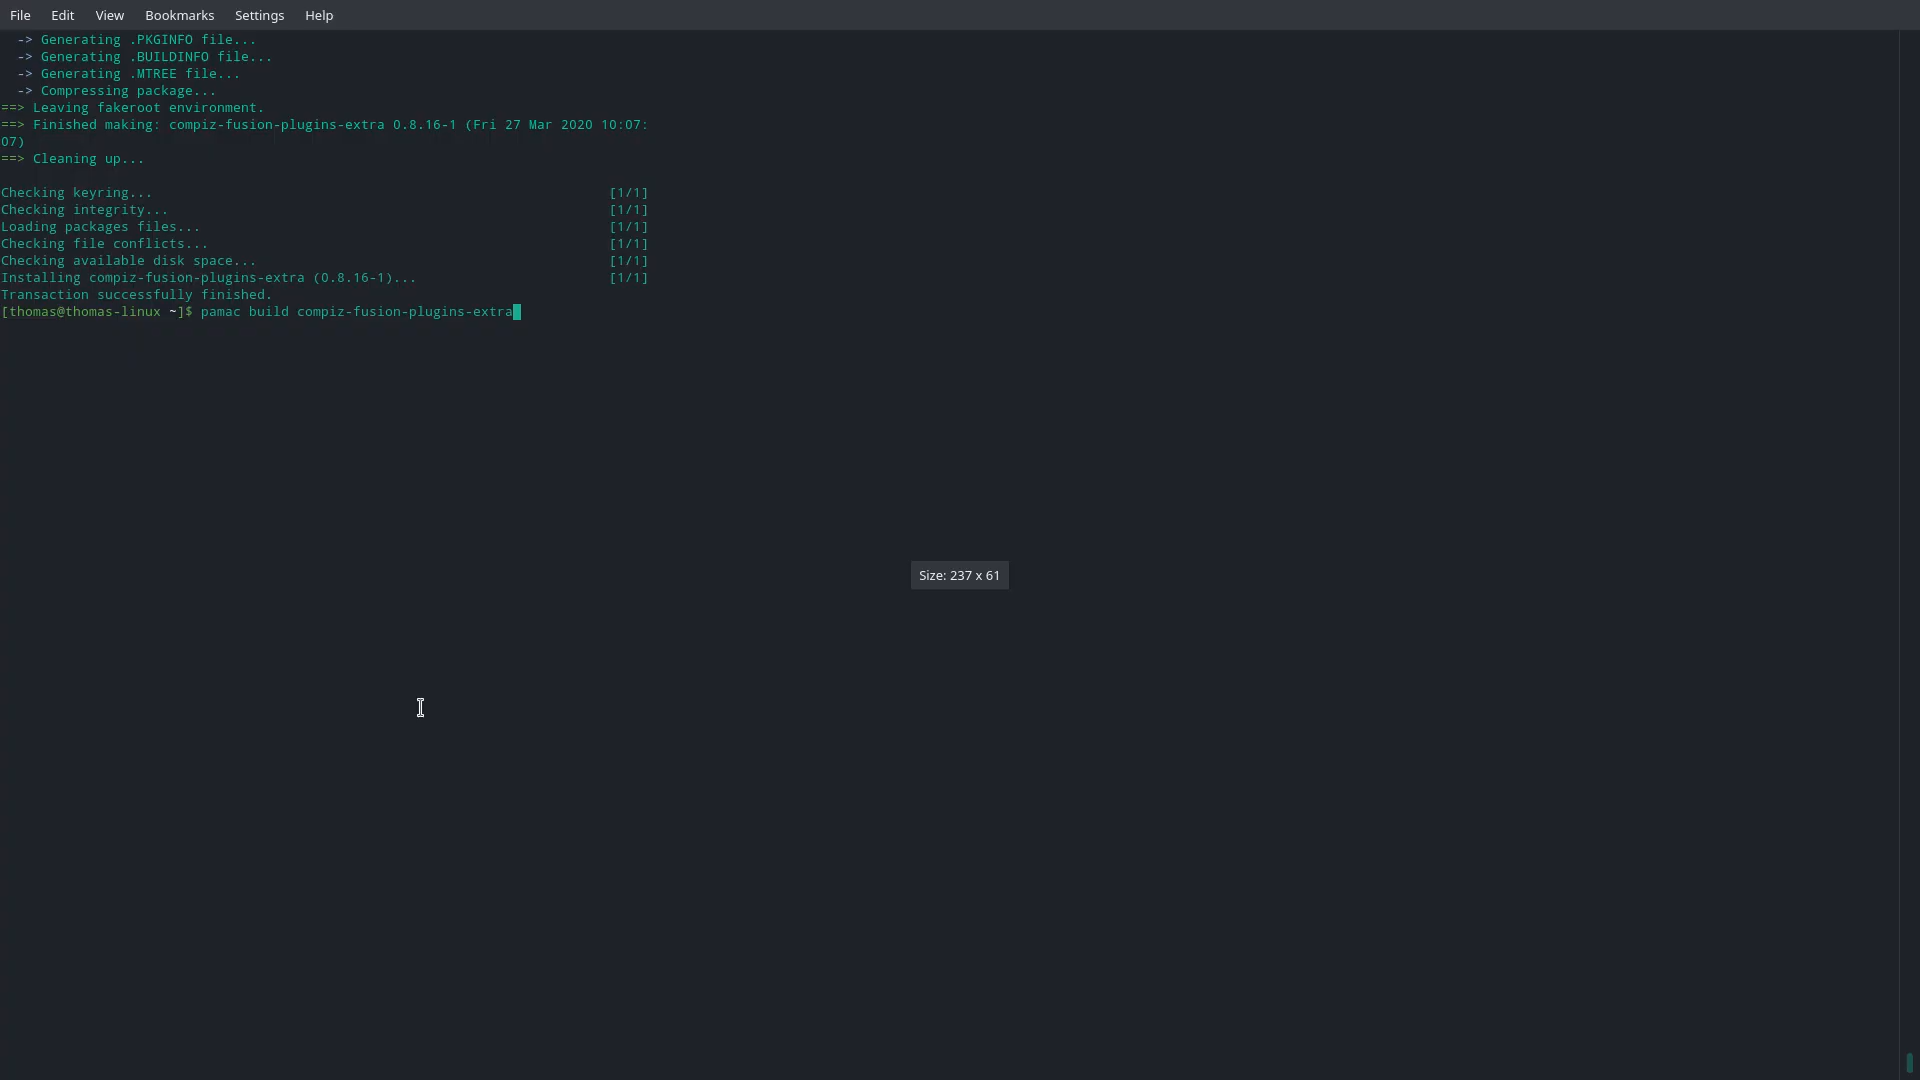 File Edit View Bookmarks Settings Help
-> Generating .PKGINFO file...
-> Generating .BUILDINFO file...
-> Generating .MTREE file...
-> Compressing package...
==> Leaving fakeroot environment.
==> Finished making: compiz-fusion-plugins-extra 0.8.16-1 (Fri 27 Mar 2020 10:07:
07)
==> Cleaning up...
Checking keyring... [1/1]
Checking integrity... [1/1]
Loading packages files... [1/1]
Checking file conflicts... [1/1]
Checking available disk space... [1/1]
Installing compiz-fusion-plugins-extra (0.8.16-1)... [1/1]
Transaction successfully finished.
[thomas@thomas-linux ~]$ pamac build compiz-fusion-plugins-extra
Size: 237 x 61